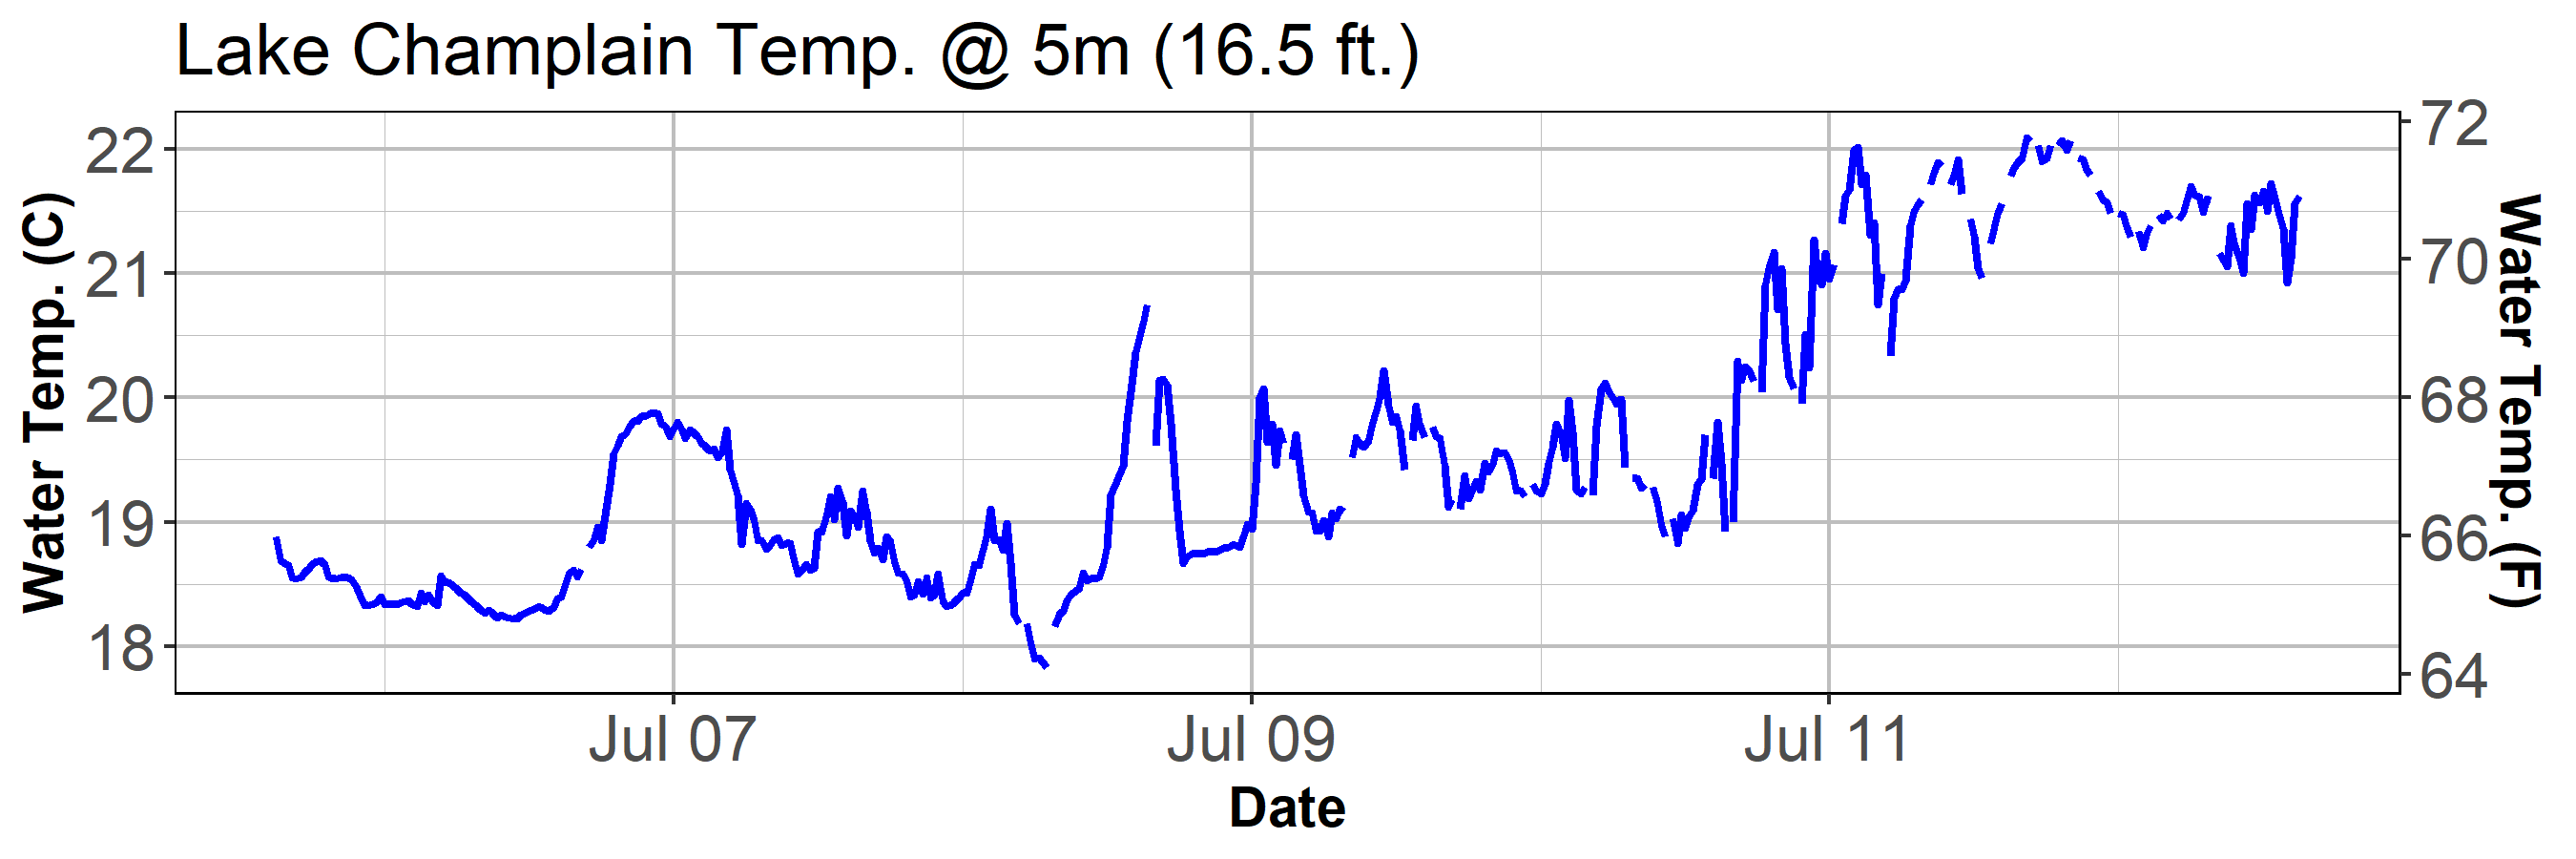 Lake Champlain Temp. @ 5m (16.5 ft.)
Water Temp. (C)
22
21
20
19
18
72
70
68
66
64
Water Temp. (F)
Jul 07
Jul 09
Jul 11
Date